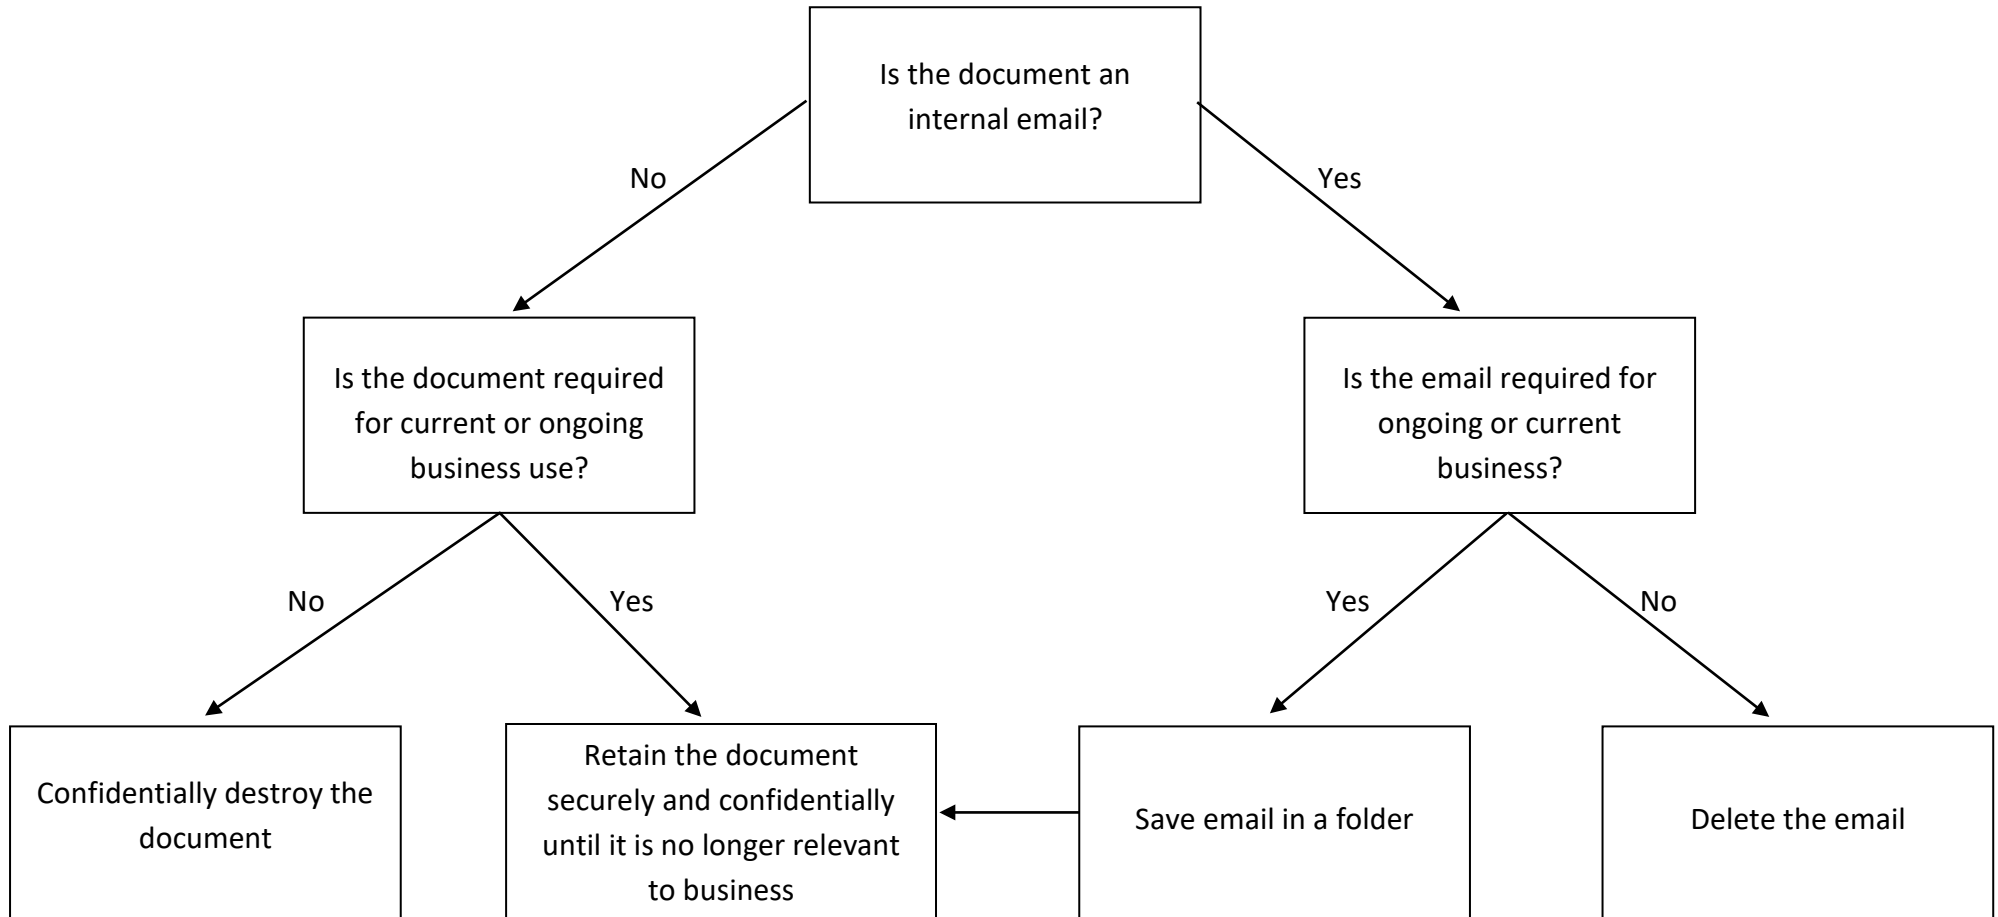 Is the document an
internal email?
No
Yes
Is the document required
for current or ongoing
business use?
Is the email required for
ongoing or current
business?
No
Yes
Yes
No
Confidentially destroy the
document
Retain the document
securely and confidentially
until it is no longer relevant
to business
Save email in a folder
Delete the email